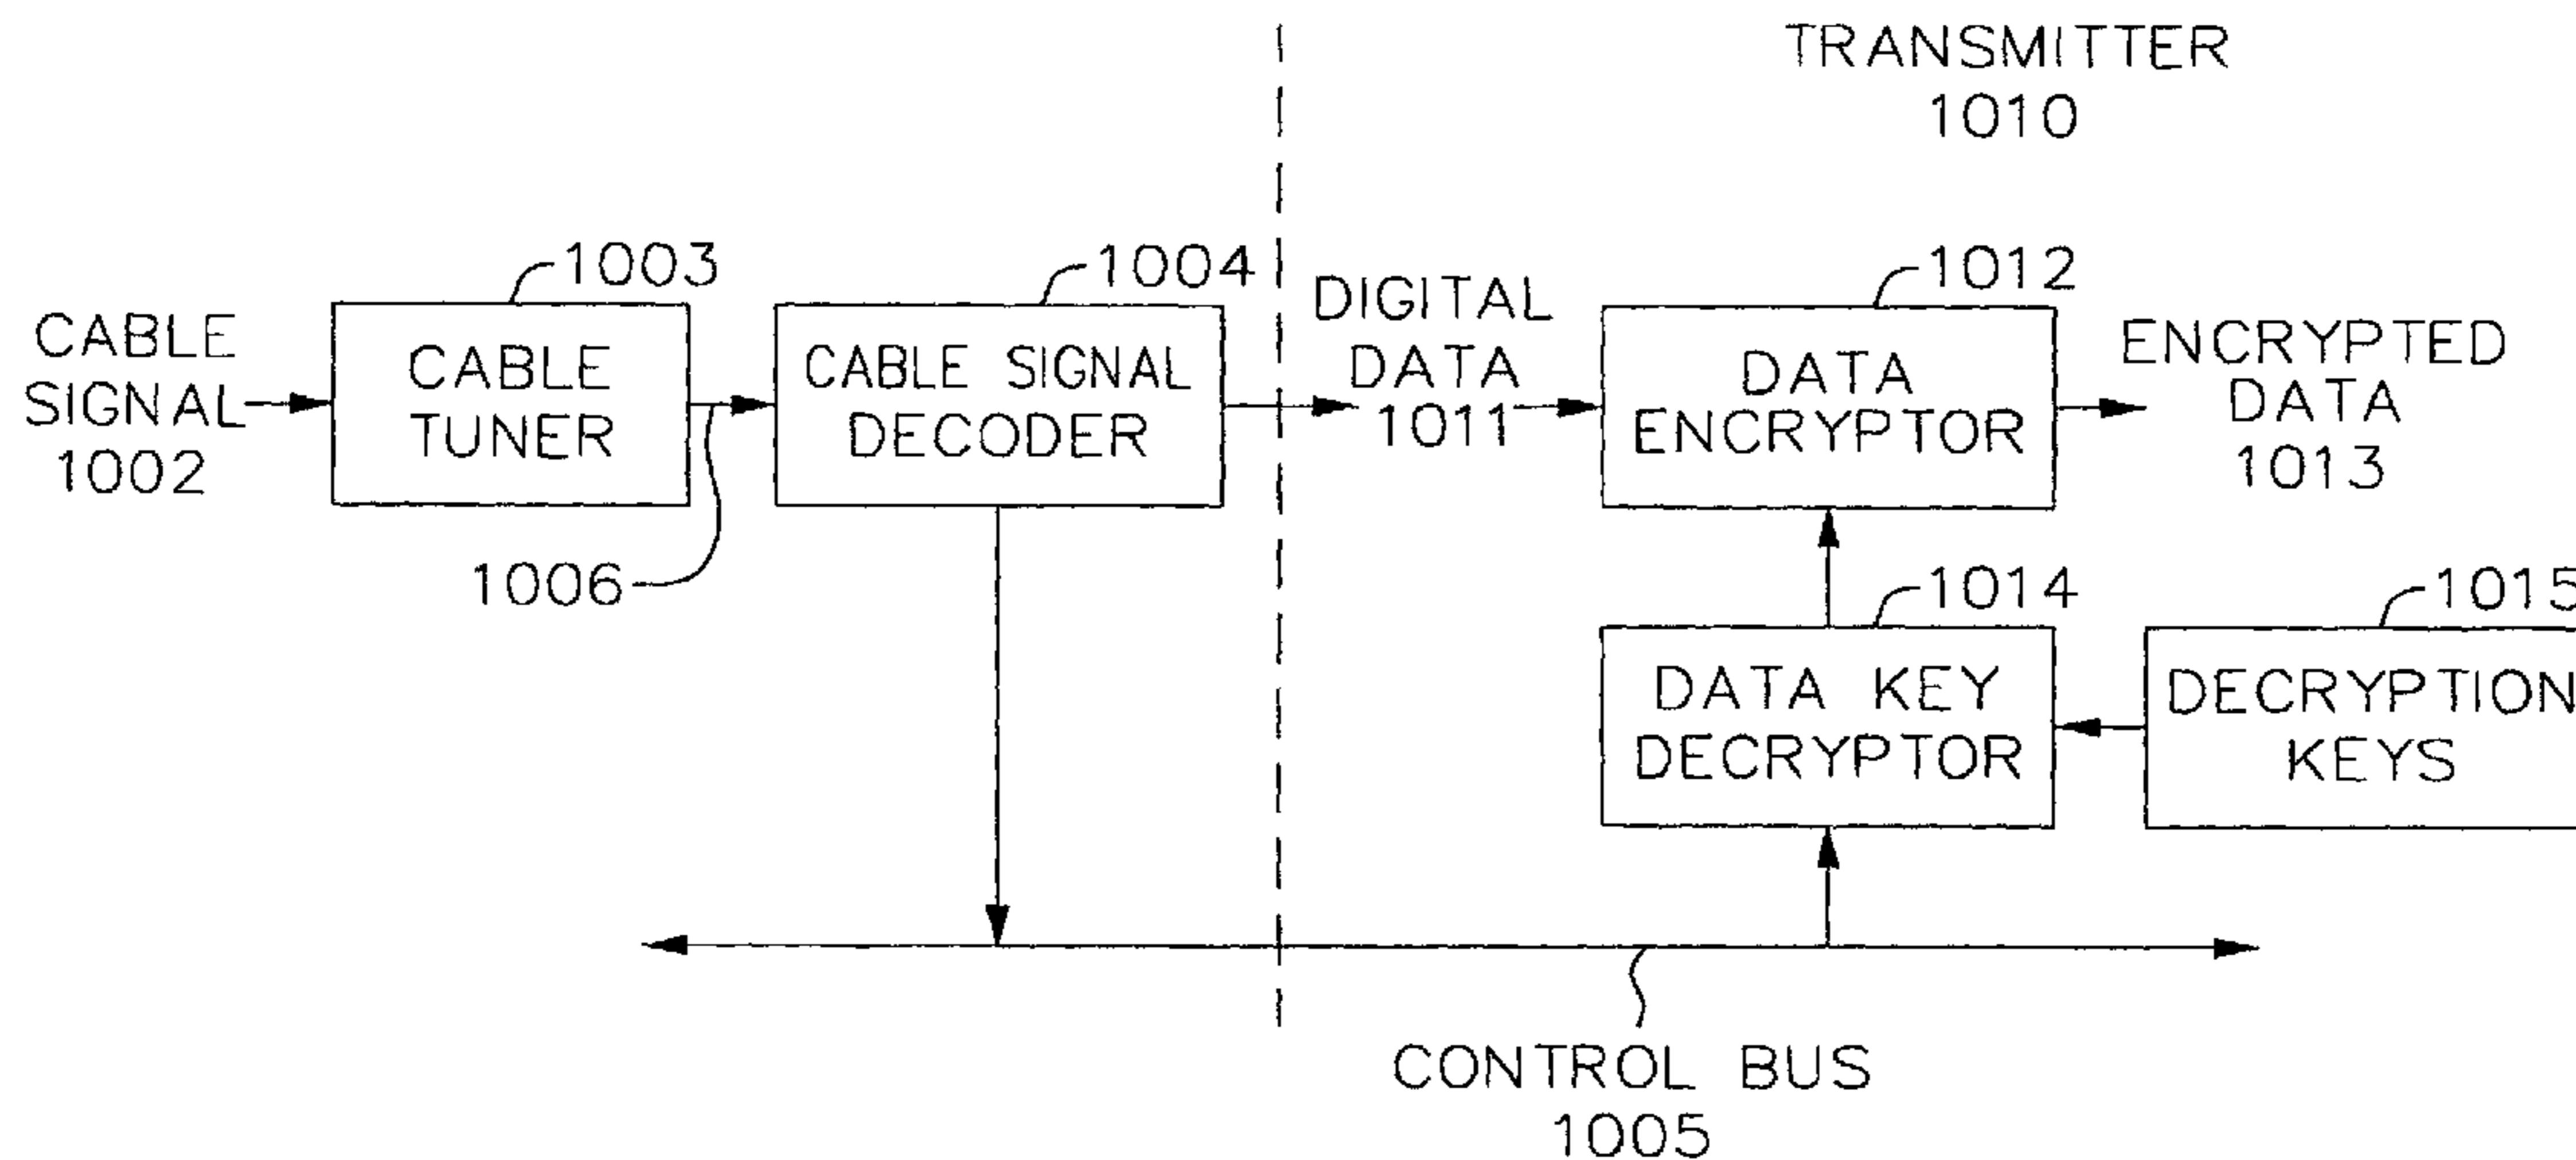 TRANSMITTER
1010
1003
1004
1012
CABLE
SIGNAL
1002
CABLE
TUNER
CABLE SIGNAL
DECODER
DIGITAL
DATA
1011
DATA
ENCRYPTOR
ENCRYPTED
DATA
1013
1006
1014
1015
DATA KEY
DECRYPTOR
DECRYPTION
KEYS
CONTROL BUS
1005